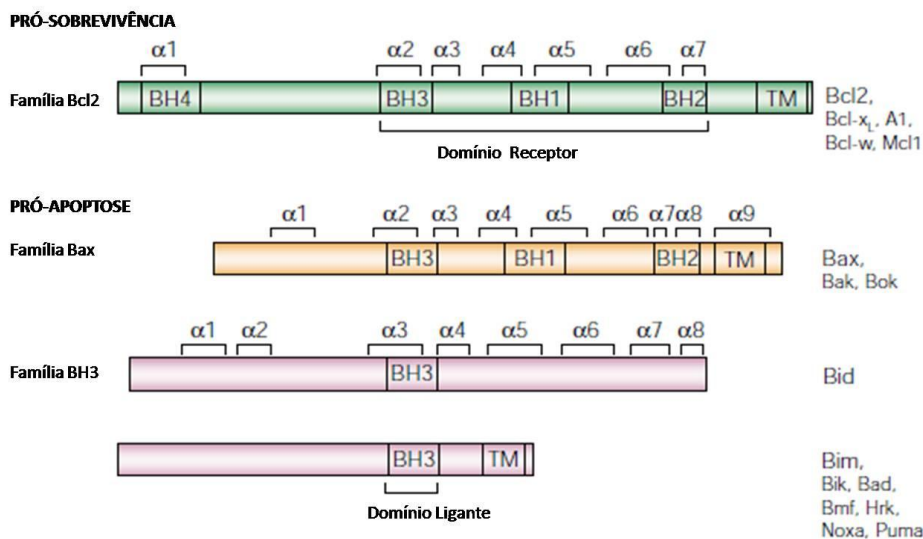 PRÓ-SOBREVIVÊNCIA
α1 α2 α3 α4 α5 α6 α7
Família Bcl2
BH4 BH3 BH1 BH2 TM
Bcl2,
Bcl-xL, A1,
Bcl-w, Mcl1
Domínio Receptor
PRÓ-APOPTOSE
α1 α2 α3 α4 α5 α6 α7 α8 α9
Família Bax
BH3 BH1 BH2 TM
Bax,
Bak, Bok
α1 α2 α3 α4 α5 α6 α7 α8
Família BH3
BH3
Bid
BH3 TM
Bim,
Bik, Bad,
Bmf, Hrk,
Noxa, Puma
Domínio Ligante